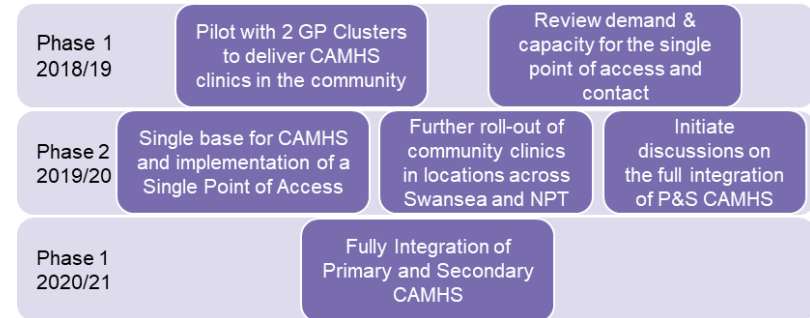 Phase 1
2018/19
Pilot with 2 GP Clusters
to deliver CAMHS
clinics in the community
Review demand &
capacity for the single
point of access and
contact
Phase 2
2019/20
Single base for CAMHS
and implementation of a
Single Point of Access
Further roll-out of
community clinics
in locations across
Swansea and NPT
Initiate
discussions on
the full integration
of P&S CAMHS
Phase 1
2020/21
Fully Integration of
Primary and Secondary
CAMHS